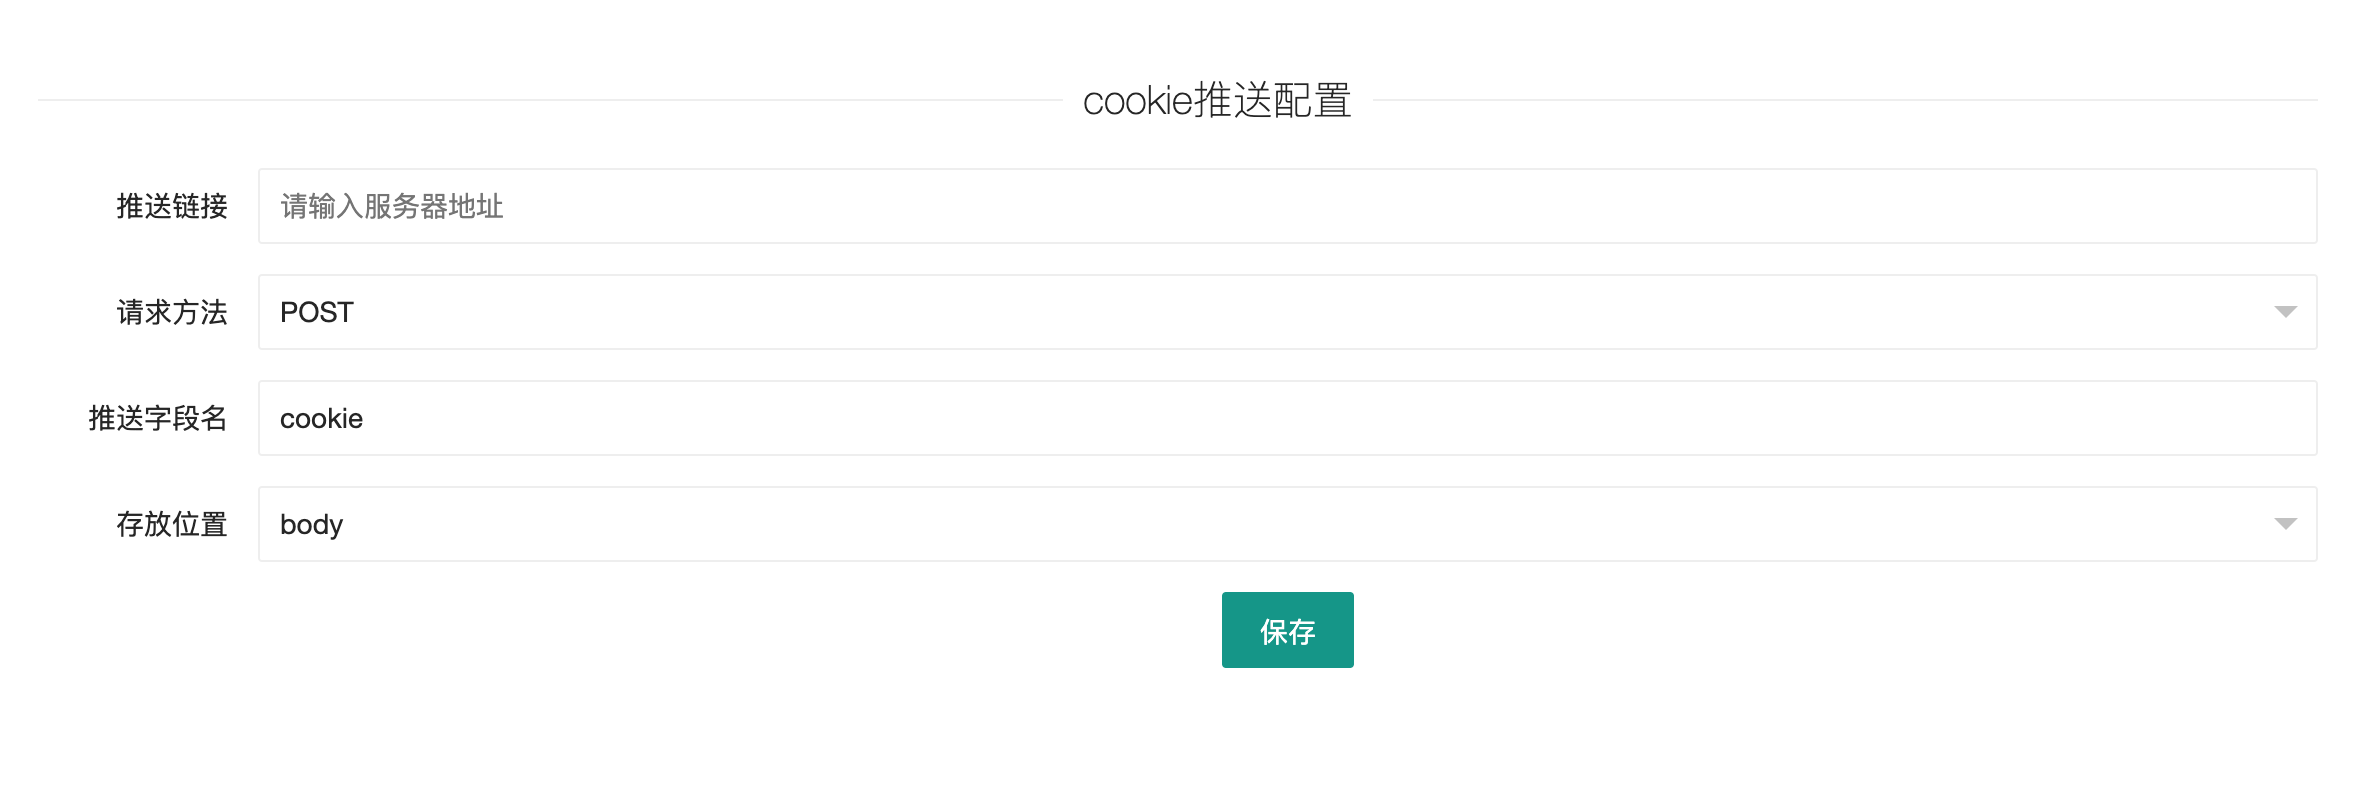 cookie推送配置
推送链接 请输入服务器地址
请求方法 POST
推送字段名 cookie
存放位置 body
保存